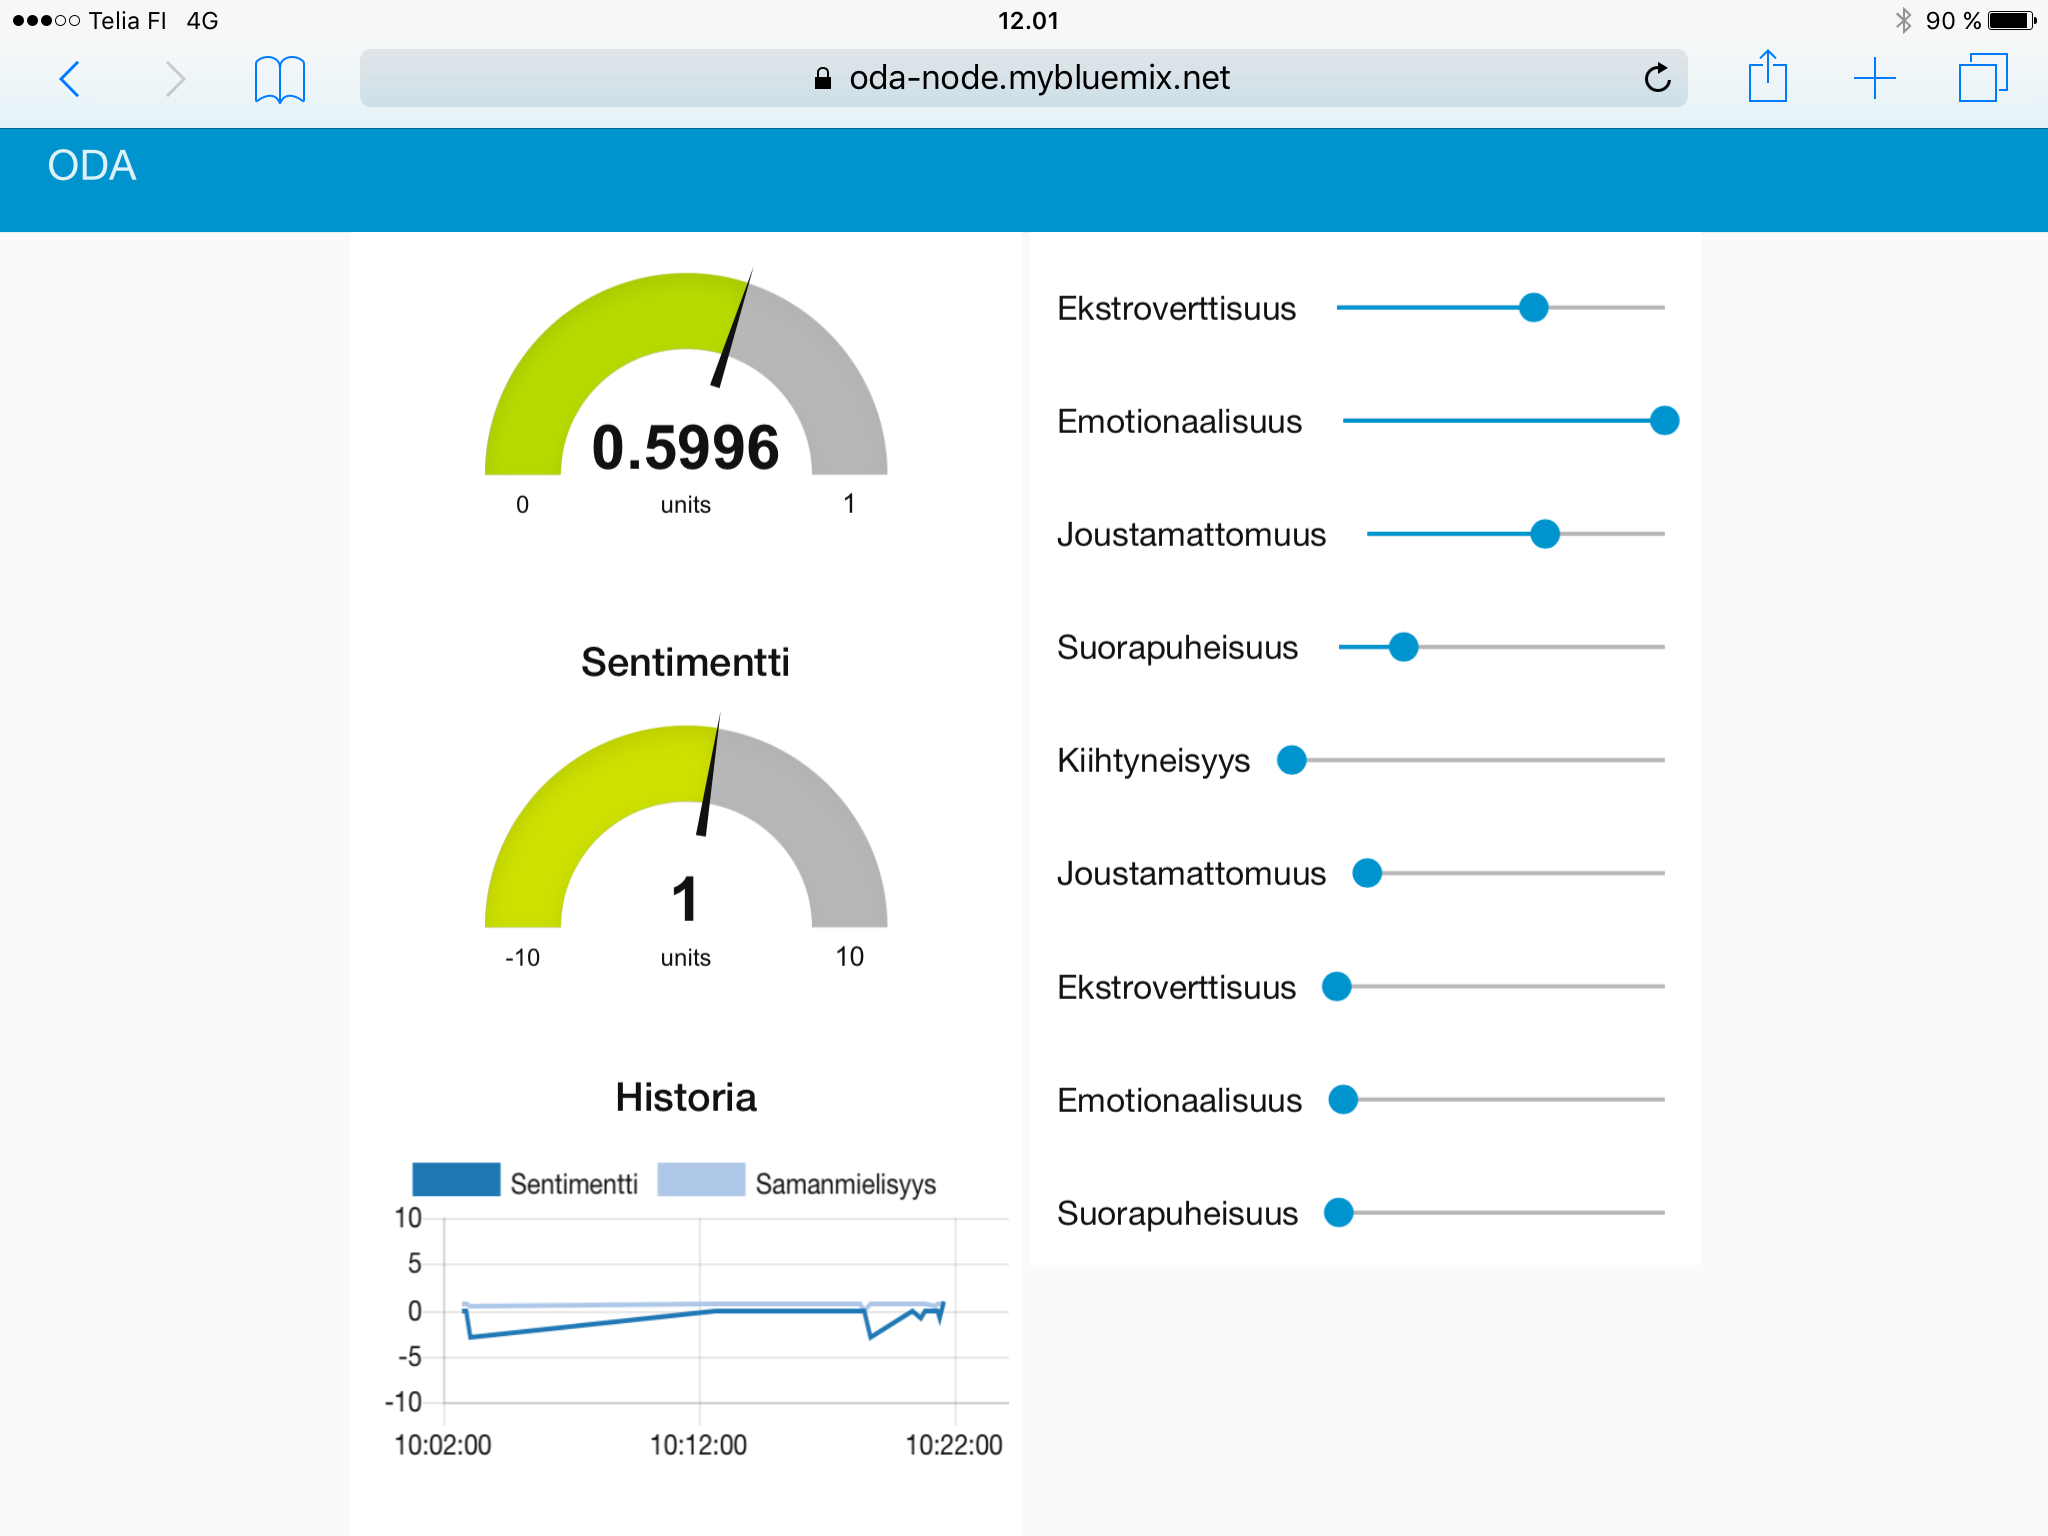 Telia FI 4G 12.01 90 %
oda-node.mybluemix.net
ODA
0.5996
0 units 1
Sentimentti
1
-10 units 10
Historia
Sentimentti Samanmielisyys
10
5
0
-5
-10
10:02:00 10:12:00 10:22:00
Ekstroverttisuus
Emotionaalisuus
Joustamattomuus
Suorapuheisuus
Kiihtyneisyys
Joustamattomuus
Ekstroverttisuus
Emotionaalisuus
Suorapuheisuus